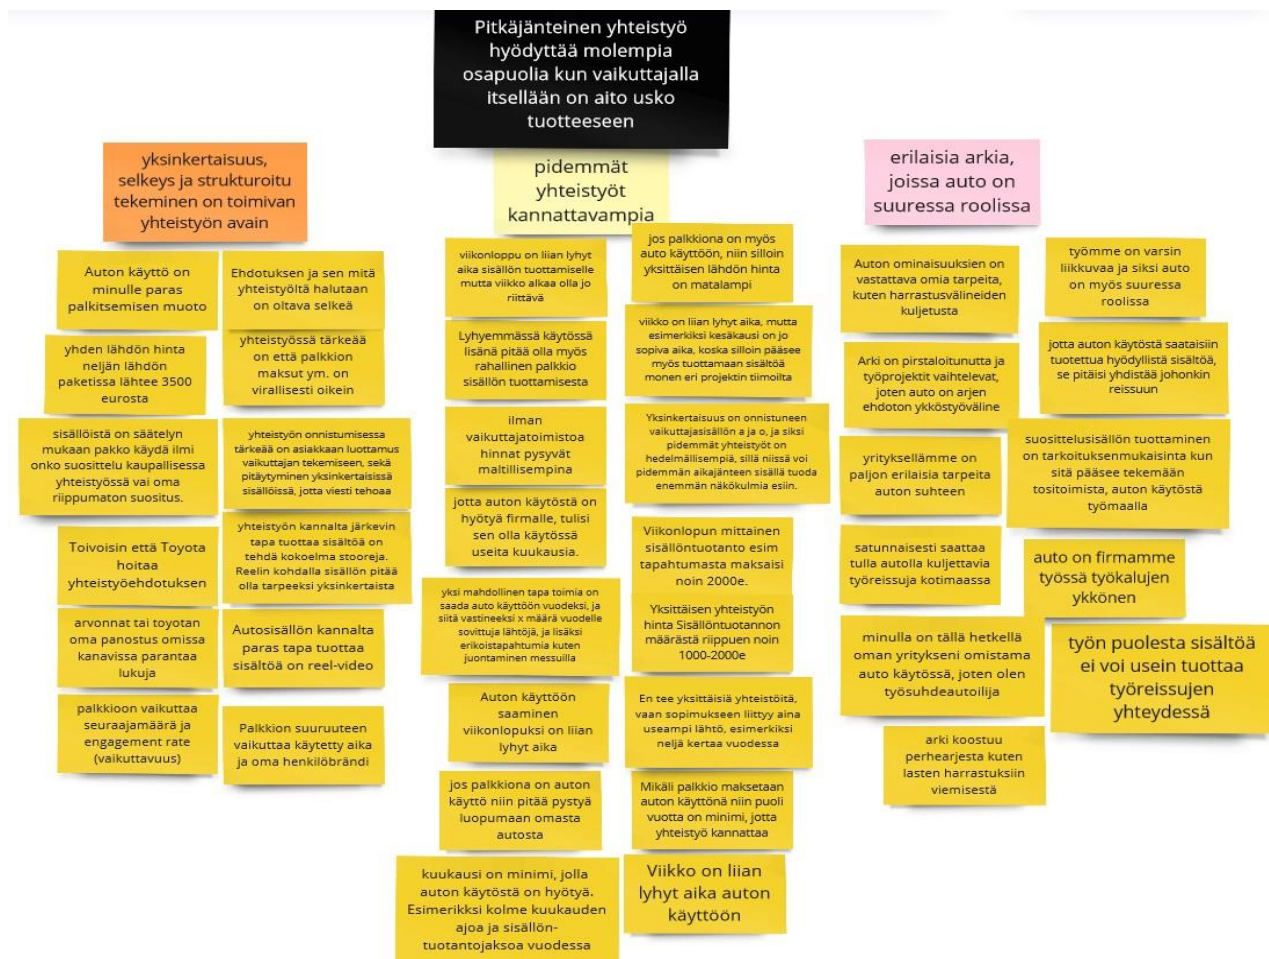 Pitkäjänteinen yhteistyö
hyödyttää molempia
osapuolia kun vaikuttajalla
itsellään on aito usko
tuotteeseen
yksinkertaisuus,
selkeys ja strukturoitu
tekeminen on toimivan
yhteistyön avain
Auton käyttö on
minulle paras
palkitsemisen muoto
Ehdotuksen ja sen mitä
yhteistyöltä halutaan
on oltava selkeä
yhden lähdön hinta
neljän lähdön
paketissa lähtee 3500
eurosta
yhteistyössä tärkeää
on että palkkion
maksut ym. on
virallisesti oikein
sisällöistä on säätelyn
mukaan pakko käydä ilmi
onko suosittelu kaupallisessa
yhteistyössä vai oma
riippumaton suositus.
yhteistyön onnistumisessa
tärkeää on asiakkaan luottamus
vaikuttajan tekemiseen, sekä
pitäytyminen yksinkertaisissa
sisällöissä, jotta viesti tehoaa
Toivoisin että Toyota
hoitaa
yhteistyöehdotuksen
yhteistyön kannalta järkevin
tapa tuottaa sisältöä on
tehdä kokoelma stooreja.
Reelin kohdalla sisällön pitää
olla tarpeeksi yksinkertaista
arvonnat tai toyotan
oma panostus omissa
kanavissa parantaa
lukuja
Autosisällön kannalta
paras tapa tuottaa
sisältöä on reel-video
palkkioon vaikuttaa
seuraajamäärä ja
engagement rate
(vaikuttavuus)
Palkkion suuruuteen
vaikuttaa käytetty aika
ja oma henkilöbrändi
pidemmät
yhteistyöt
kannattavampia
viikonloppu on liian lyhyt
aika sisällön tuottamiselle
mutta viikko alkaa olla jo
riittävä
jos palkkiona on myös
auto käyttöön, niin silloin
yksittäisen lähdön hinta
on matalampi
Lyhyemmässä käytössä
lisänä pitää olla myös
rahallinen palkkio
sisällön tuottamisesta
viikko on liian lyhyt aika, mutta
esimerkiksi kesäkausi on jo
sopiva aika, koska silloin pääsee
myös tuottamaan sisältöä
monen eri projektin tiimoilta
ilman
vaikuttajatoimistoa
hinnat pysyvät
maltillisempina
Yksinkertaisuus on onnistuneen
vaikuttajasisällön a ja o, ja siksi
pidemmät yhteistyöt on
hedelmällisempiä, sillä niissä voi
pidemmän aikajänteen sisällä tuoda
enemmän näkökulmia esiin.
jotta auton käytöstä on
hyötyä firmalle, tulisi
sen olla käytössä
useita kuukausia.
Viikonlopun mittainen
sisällöntuotanto esim
tapahtumasta maksaisi
noin 2000e.
yksi mahdollinen tapa toimia on
saada auto käyttöön vuodeksi, ja
siitä vastineeksi x määrä vuodelle
sovittuja lähtöjä, ja lisäksi
erikoistapahtumia kuten
juontaminen messuilla
Yksittäisen yhteistyön
hinta Sisällöntuotannon
määrästä riippuen noin
1000-2000e
Auton käyttöön
saaminen
viikonlopuksi on liian
lyhyt aika
En tee yksittäisiä yhteistöitä,
vaan sopimukseen liittyy aina
useampi lähtö, esimerkiksi
neljä kertaa vuodessa
jos palkkiona on auton
käyttö niin pitää pystyä
luopumaan omasta
autosta
Mikäli palkkio maksetaan
auton käyttönä niin puoli
vuotta on minimi, jotta
yhteistyö kannattaa
kuukausi on minimi, jolla
auton käytöstä on hyötyä.
Esimerikksi kolme kuukauden
ajoa ja sisällön-
tuotantojaksoa vuodessa
Viikko on liian
lyhyt aika auton
käyttöön
erilaisia arkia,
joissa auto on
suuressa roolissa
Auton ominaisuuksien on
vastattava omia tarpeita,
kuten harrastusvälineiden
kuljetusta
työmme on varsin
liikkuvaa ja siksi auto
on myös suuressa
roolissa
Arki on pirstaloitunutta ja
työprojektit vaihtelevat,
joten auto on arjen
ehdoton ykköstyöväline
jotta auton käytöstä saataisiin
tuotettua hyödyllistä sisältöä,
se pitäisi yhdistää johonkin
reissuun
yrityksellämme on
paljon erilaisia tarpeita
auton suhteen
suosittelusisällön tuottaminen
on tarkoituksenmukaisinta kun
sitä pääsee tekemään
tositoimista, auton käytöstä
työmaalla
satunnaisesti saattaa
tulla autolla kuljettavia
työreissuja kotimaassa
auto on firmamme
työssä työkalujen
ykkönen
minulla on tällä hetkellä
oman yritykseni omistama
auto käytössä, joten olen
työsuhdeautoilija
työn puolesta sisältöä
ei voi usein tuottaa
työreissujen
yhteydessä
arki koostuu
perhearjesta kuten
lasten harrastuksiin
viemisestä